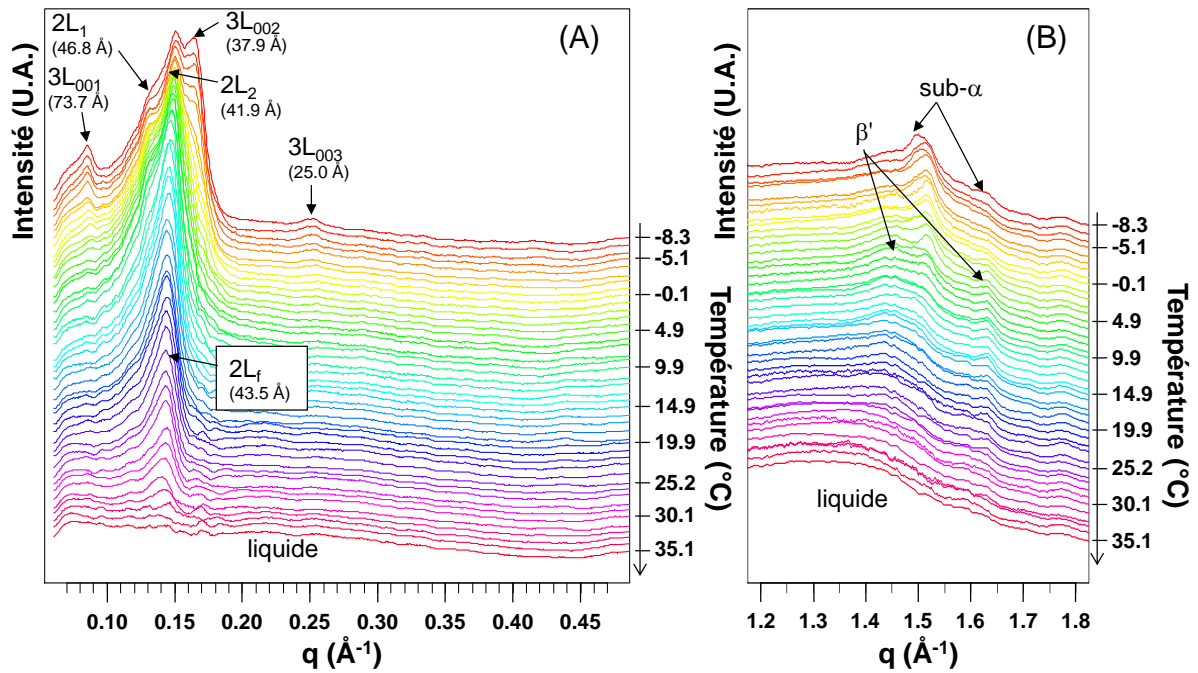 (A)
Intensité (U.A.)
2L1
(46.8 Å)
3L002
(37.9 Å)
3L001
(73.7 Å)
2L2
(41.9 Å)
3L003
(25.0 Å)
2Lf
(43.5 Å)
liquide
-8.3
-5.1
-0.1
4.9
9.9
14.9
19.9
25.2
30.1
35.1
Température (°C)
0.10 0.15 0.20 0.25 0.30 0.35 0.40 0.45
q (Å-1)
(B)
Intensité (U.A.)
sub-α
β'
liquide
-8.3
-5.1
-0.1
4.9
9.9
14.9
19.9
25.2
30.1
35.1
Température (°C)
1.2 1.3 1.4 1.5 1.6 1.7 1.8
q (Å-1)